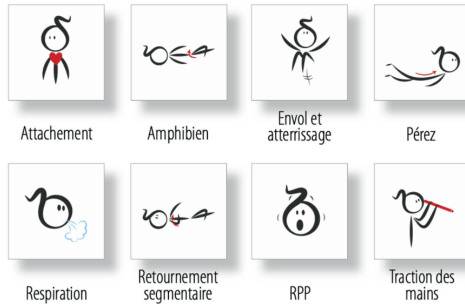 Attachement
Amphibien
Envol et
atterrissage
Pérez
Respiration
Retournement
segmentaire
RPP
Traction des
mains